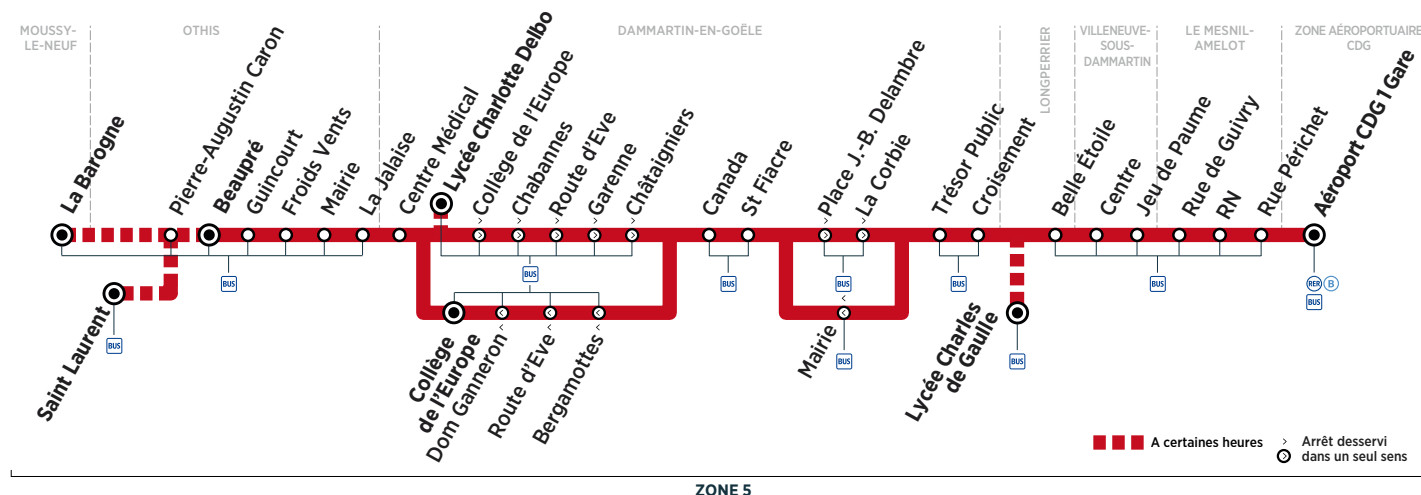 MOUSSY-
LE-NEUF
OTHIS
DAMMARTIN-EN-GOËLE
LONGPERRIER
VILLENEUVE-
SOUS-
DAMMARTIN
LE MESNIL-
AMELOT
ZONE AÉROPORTUAIRE
CDG
La Barogne
Pierre-Augustin Caron
Beaupré
Guincourt
Froids Vents
Mairie
La Jalaise
Centre Médical
Lycée Charlotte Delbo
Collège de l'Europe
Chabannes
Route d'Eve
Garenne
Châtaigniers
Canada
St Fiacre
Place J.-B. Delambre
La Corbie
Trésor Public
Croisement
Belle Étoile
Centre
Jeu de Paume
Rue de Guivry
RN
Rue Périchet
Aéroport CDG 1 Gare
BUS
BUS
BUS
BUS
BUS
BUS
RER B
BUS
BUS
BUS
BUS
Saint Laurent
Collège
de l'Europe
Dom Ganneron
Route d'Eve
Bergamottes
Mairie
Lycée Charles
de Gaulle
A certaines heures
> Arrêt desservi
dans un seul sens
ZONE 5